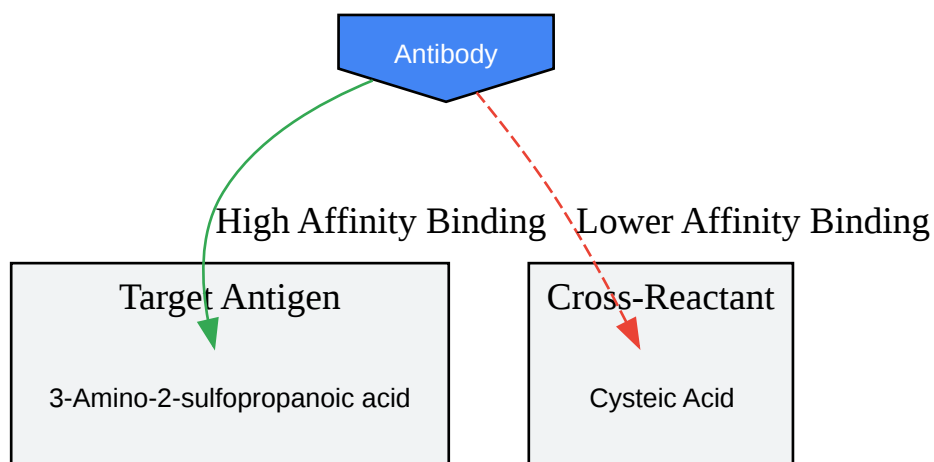 Antibody
High Affinity Binding
Lower Affinity Binding
Target Antigen
Cross-Reactant
3-Amino-2-sulfopropanoic acid
Cysteic Acid